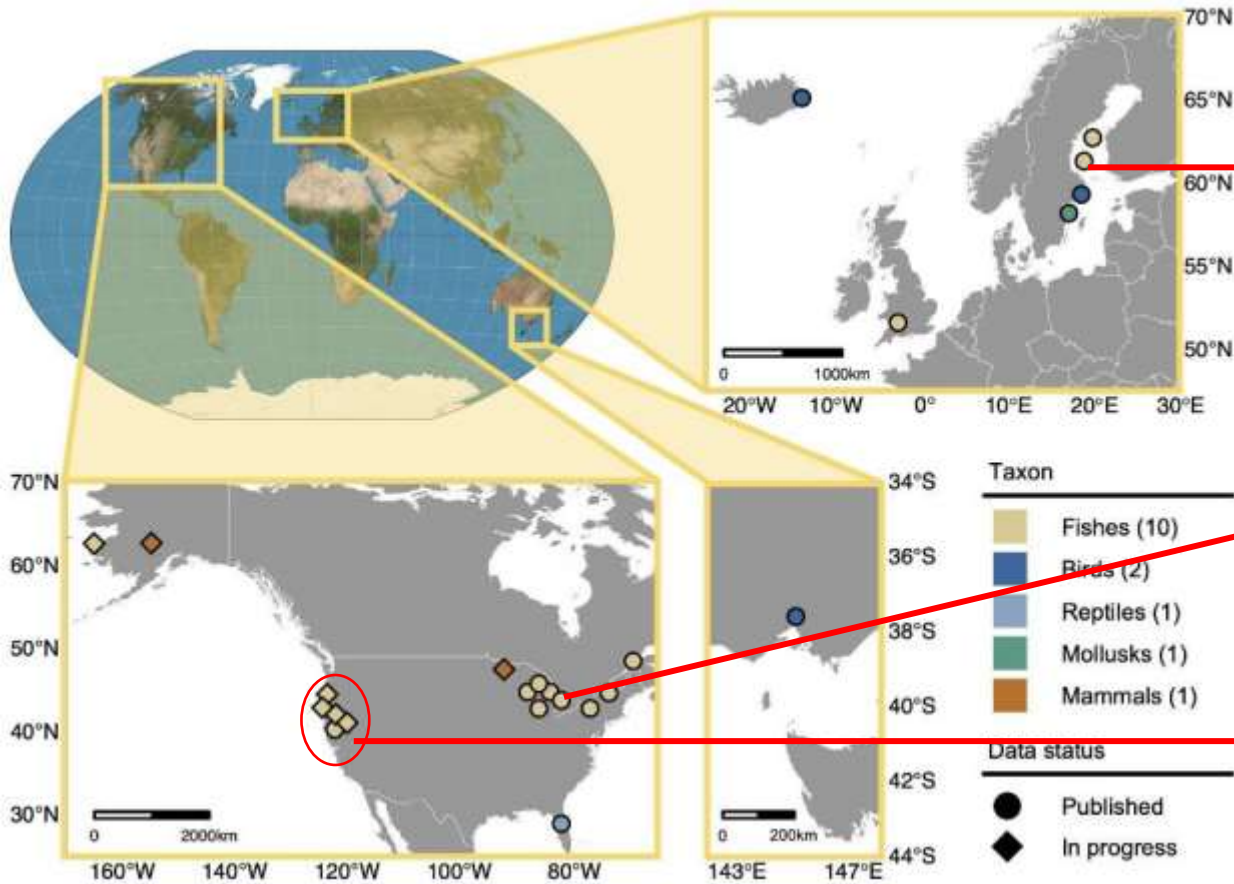 70°N
65°N
60°N
55°N
50°N
0 1000km
20°W 10°W 0° 10°E 20°E 30°E
70°N
60°N
50°N
40°N
30°N
0 2000km
160°W 140°W 120°W 100°W 80°W
34°S
36°S
38°S
40°S
42°S
44°S
0 200km
143°E 147°E
Taxon
Fishes (10)
Birds (2)
Reptiles (1)
Mollusks (1)
Mammals (1)
Data status
Published
In progress